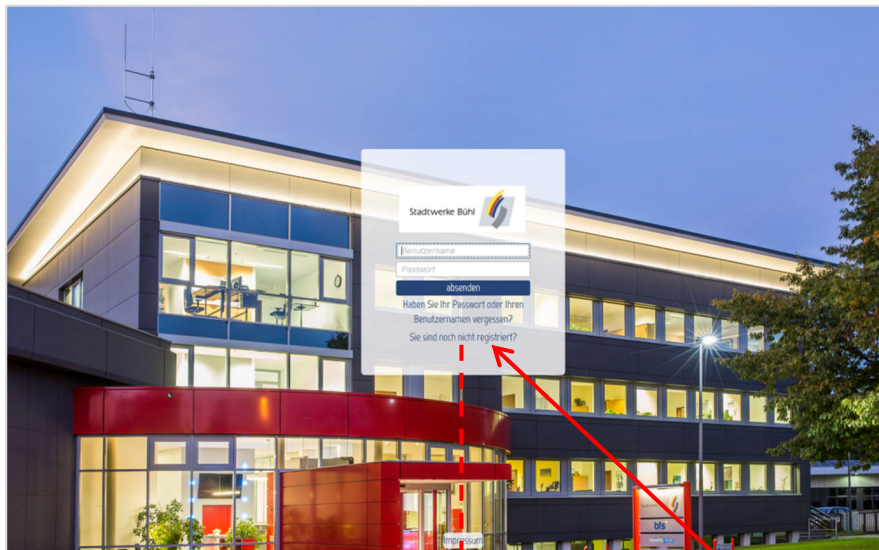 Stadtwerke Bühl
Benutzername
Passwort
absenden
Haben Sie Ihr Passwort oder Ihren
Benutzernamen vergessen?
Sie sind noch nicht registriert?
bfs
Impressum